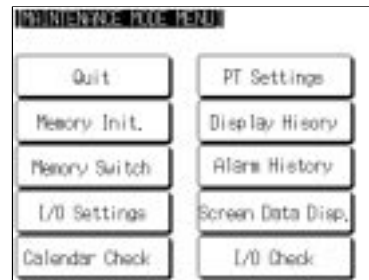 MAINTENANCE MODE MENU
Quit
PT Settings
Memory Init.
Display Hisory
Memory Switch
Alarm History
I/O Settings
Screen Data Disp.
Calendar Check
I/O Check